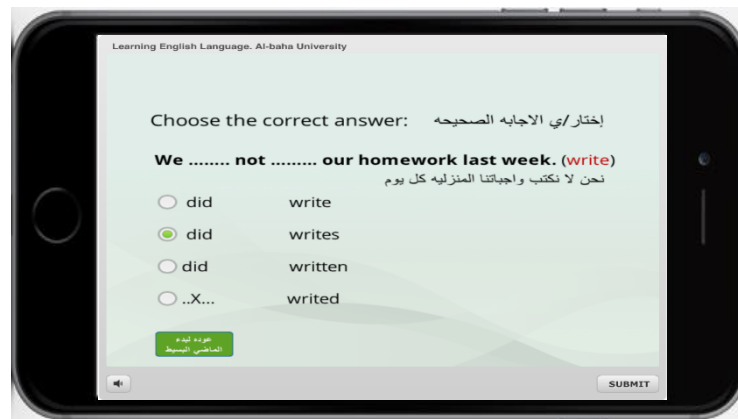 Learning English Language. Al-baha University
Choose the correct answer: إختار/ي الاجابه الصحيحه
We ........ not ......... our homework last week. (write)
نحن لا نكتب واجباتنا المنزليه كل يوم
did write
did writes
did written
..X... writed
عوده لبدء
الماضي البسيط
SUBMIT